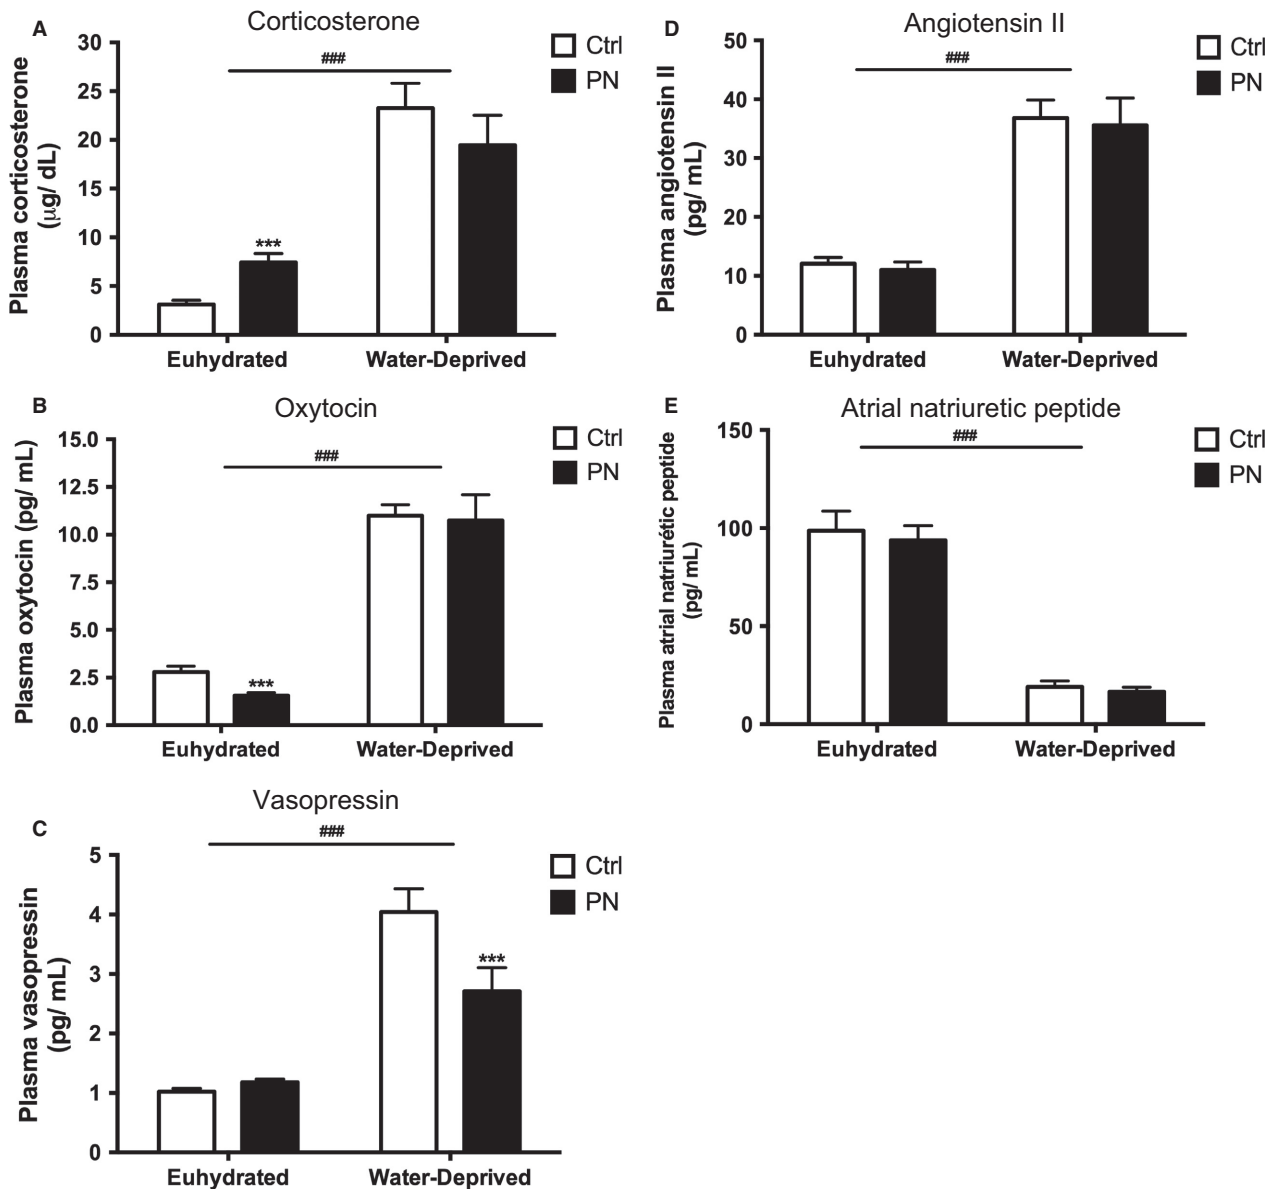 A
Corticosterone
###
Ctrl
PN
Plasma corticosterone
(µg/ dL)
30
25
20
15
10
5
0
***
Euhydrated
Water-Deprived
B
Oxytocin
###
Ctrl
PN
Plasma oxytocin (pg/ mL)
15.0
12.5
10.0
7.5
5.0
2.5
0.0
***
Euhydrated
Water-Deprived
C
Vasopressin
###
Ctrl
PN
Plasma vasopressin
(pg/ mL)
5
4
3
2
1
0
***
Euhydrated
Water-Deprived
D
Angiotensin II
###
Ctrl
PN
Plasma angiotensin II
(pg/ mL)
50
40
30
20
10
0
Euhydrated
Water-Deprived
E
Atrial natriuretic peptide
###
Ctrl
PN
Plasma atrial natriurétic peptide
(pg/ mL)
150
100
50
0
Euhydrated
Water-Deprived